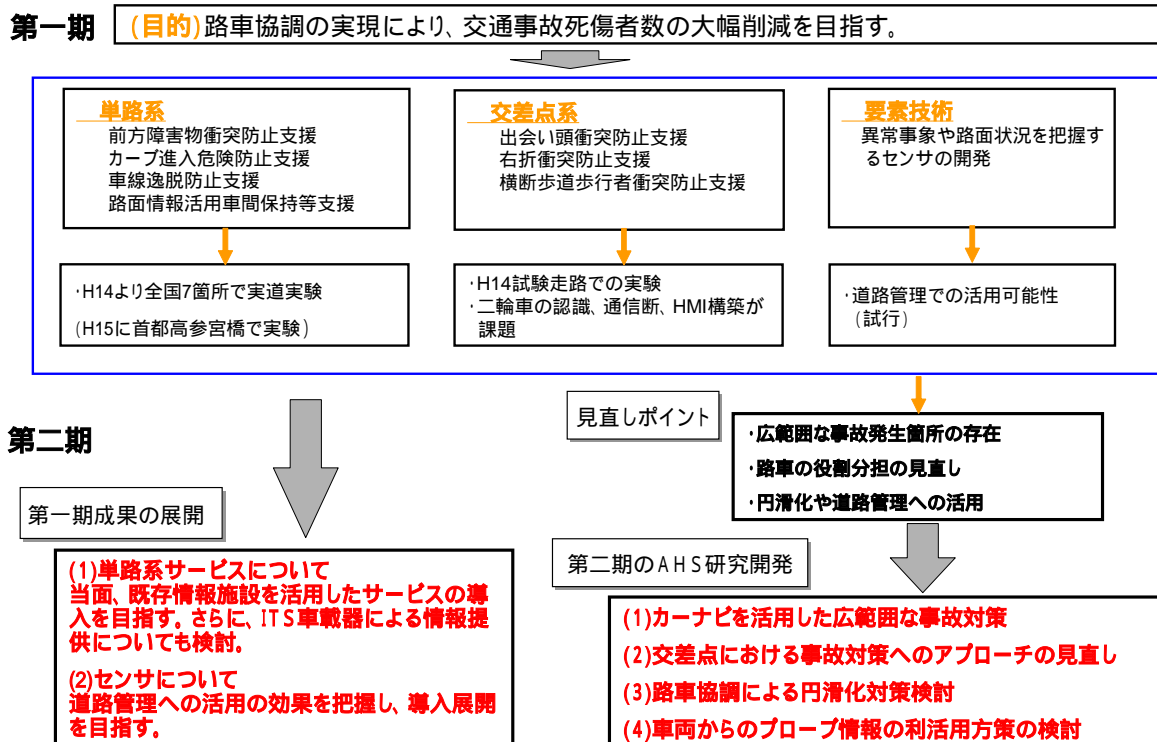 第一期
(目的)路車協調の実現により、交通事故死傷者数の大幅削減を目指す。
単路系
前方障害物衝突防止支援
カーブ進入危険防止支援
車線逸脱防止支援
路面情報活用車間保持等支援
交差点系
出会い頭衝突防止支援
右折衝突防止支援
横断歩道歩行者衝突防止支援
要素技術
異常事象や路面状況を把握す
るセンサの開発
・H14より全国7箇所で実道実験
(H15に首都高参宮橋で実験)
・H14試験走路での実験
・二輪車の認識、通信断、HMI構築が
課題
・道路管理での活用可能性
(試行)
見直しポイント
・広範囲な事故発生箇所の存在
・路車の役割分担の見直し
・円滑化や道路管理への活用
第二期
第一期成果の展開
(1)単路系サービスについて
当面、既存情報施設を活用したサービスの導
入を目指す。さらに、ITS車載器による情報提
供についても検討。
(2)センサについて
道路管理への活用の効果を把握し、導入展開
を目指す。
第二期のAHS研究開発
(1)カーナビを活用した広範囲な事故対策
(2)交差点における事故対策へのアプローチの見直し
(3)路車協調による円滑化対策検討
(4)車両からのプローブ情報の利活用方策の検討